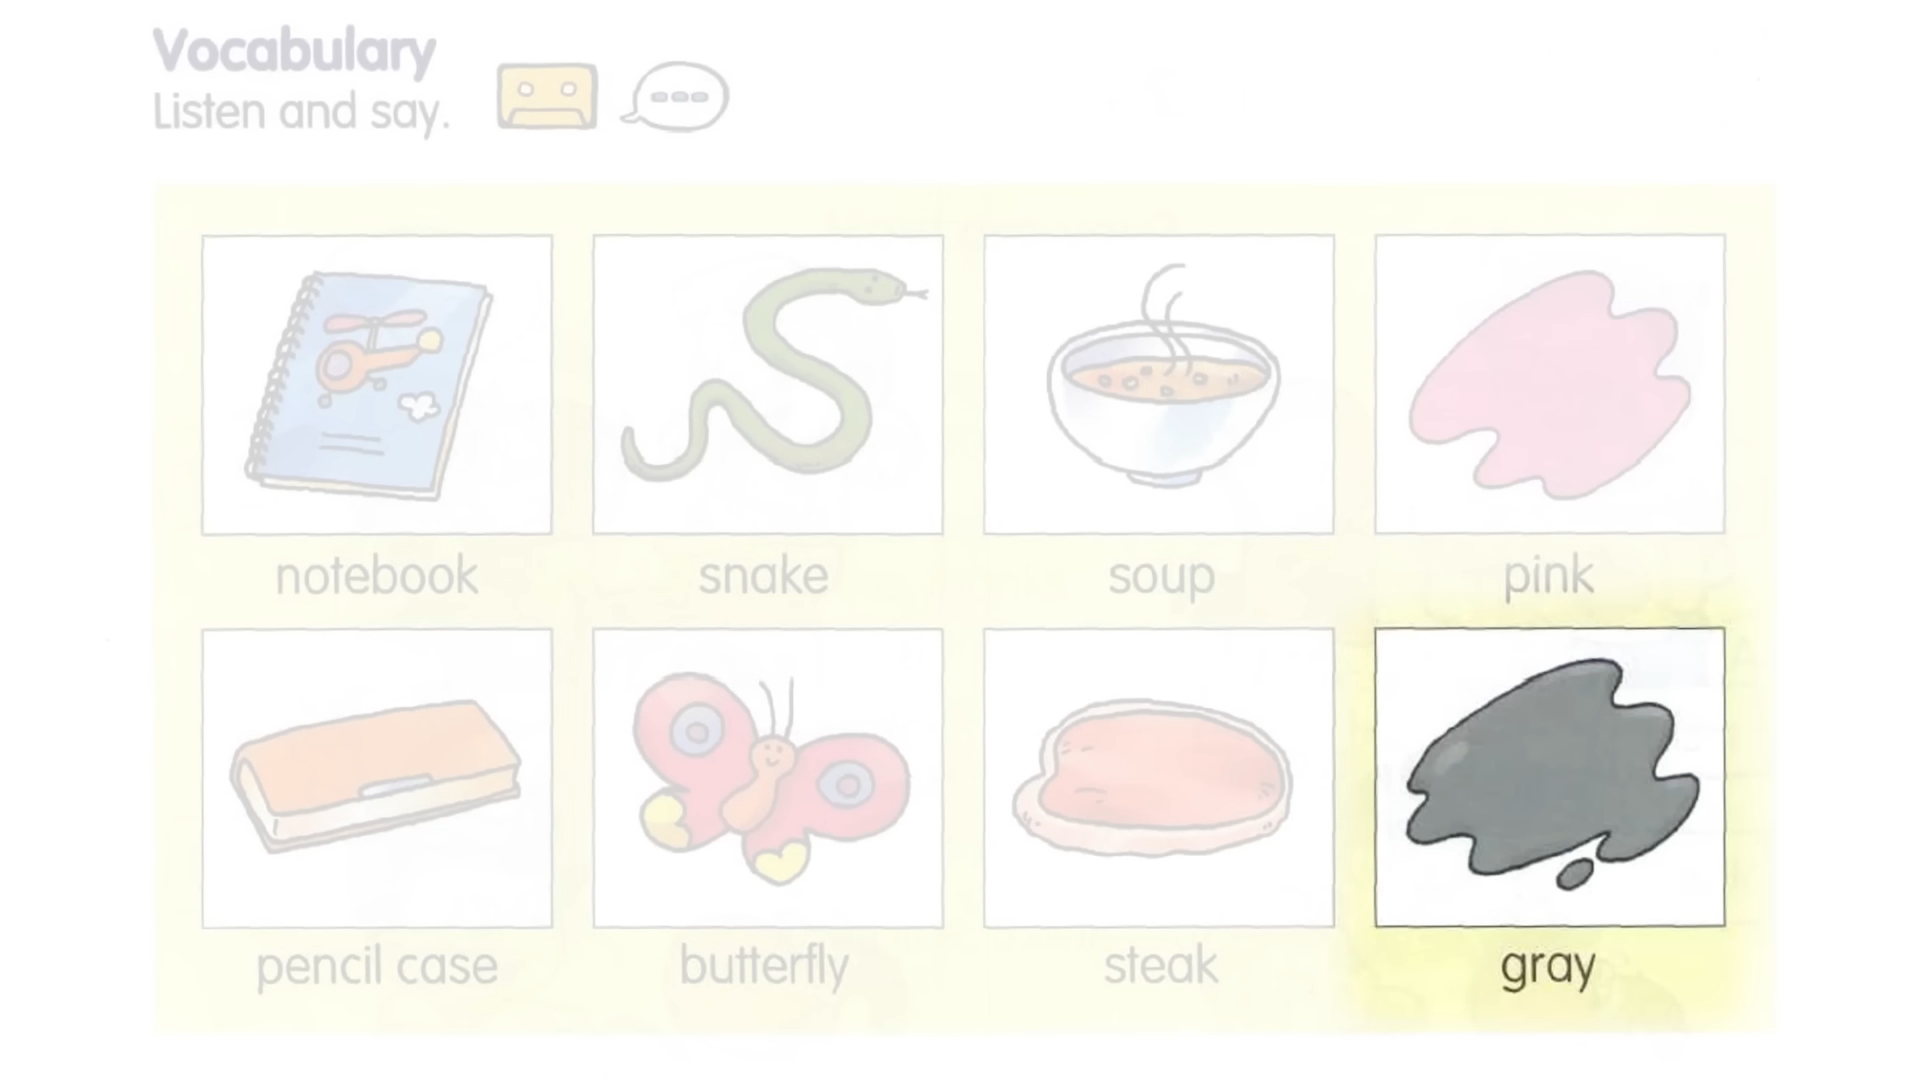 Vocabulary
Listen and say.
notebook snake soup pink
pencil case butterfly steak gray